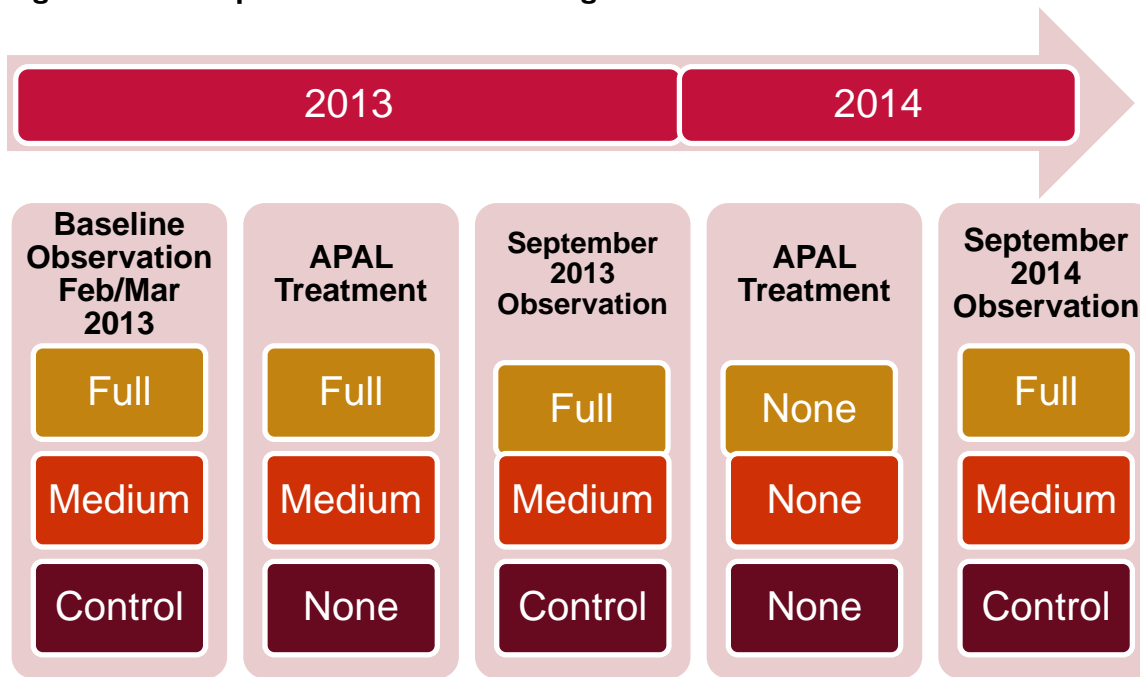 2013
2014
Baseline
Observation
Feb/Mar
2013
Full
Medium
Control
APAL
Treatment
Full
Medium
None
September
2013
Observation
Full
Medium
Control
APAL
Treatment
None
None
None
September
2014
Observation
Full
Medium
Control